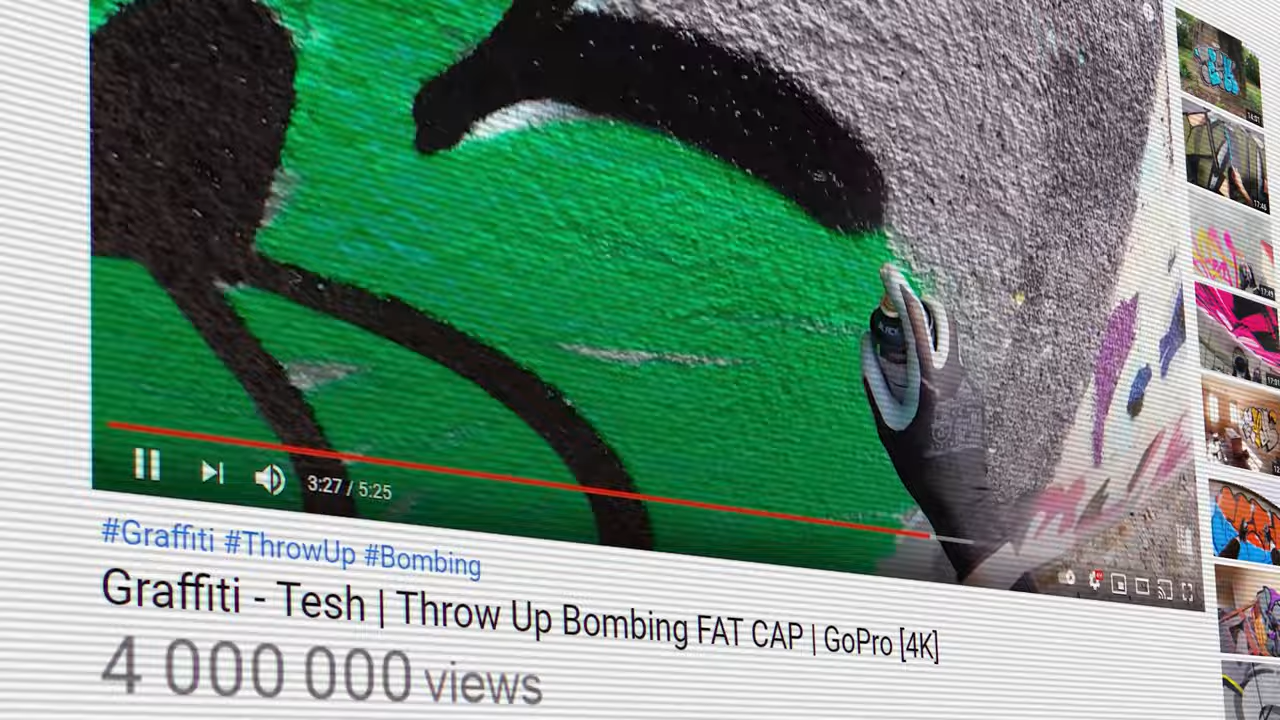 3:27 / 5:25
#Graffiti #ThrowUp #Bombing
Graffiti - Tesh | Throw Up Bombing FAT CAP | GoPro [4K]
4 000 000 views